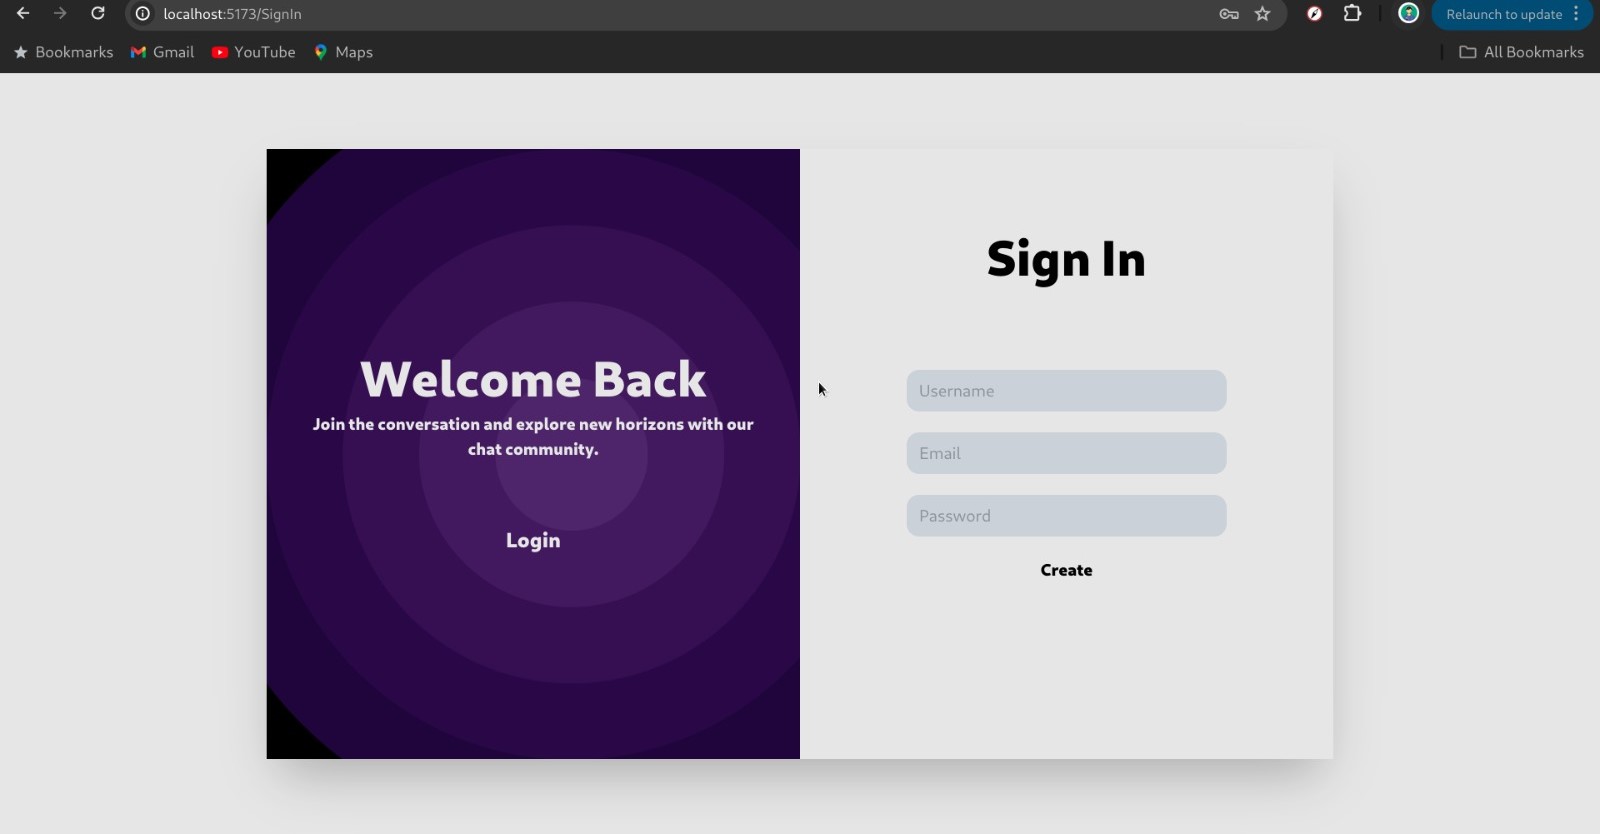 localhost:5173/SignIn
Relaunch to update
Bookmarks
Gmail
YouTube
Maps
All Bookmarks
Welcome Back
Join the conversation and explore new horizons with our
chat community.
Login
Sign In
Username
Email
Password
Create